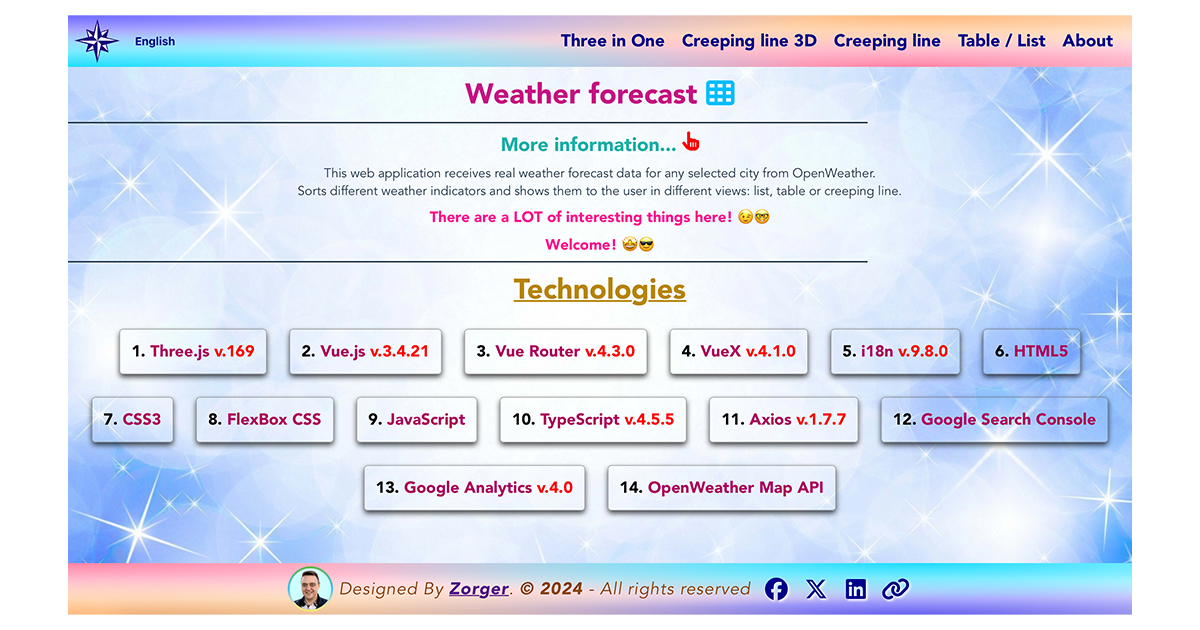 English
Three in One Creeping line 3D Creeping line Table / List About
Weather forecast
More information...
This web application receives real weather forecast data for any selected city from OpenWeather.
Sorts different weather indicators and shows them to the user in different views: list, table or creeping line.
There are a LOT of interesting things here! 😉🤓
Welcome! 🤩😎
Technologies
1. Three.js v.169 2. Vue.js v.3.4.21 3. Vue Router v.4.3.0 4. VueX v.4.1.0 5. i18n v.9.8.0 6. HTML5
7. CSS3 8. FlexBox CSS 9. JavaScript 10. TypeScript v.4.5.5 11. Axios v.1.7.7 12. Google Search Console
13. Google Analytics v.4.0 14. OpenWeather Map API
Designed By Zorger. © 2024 - All rights reserved